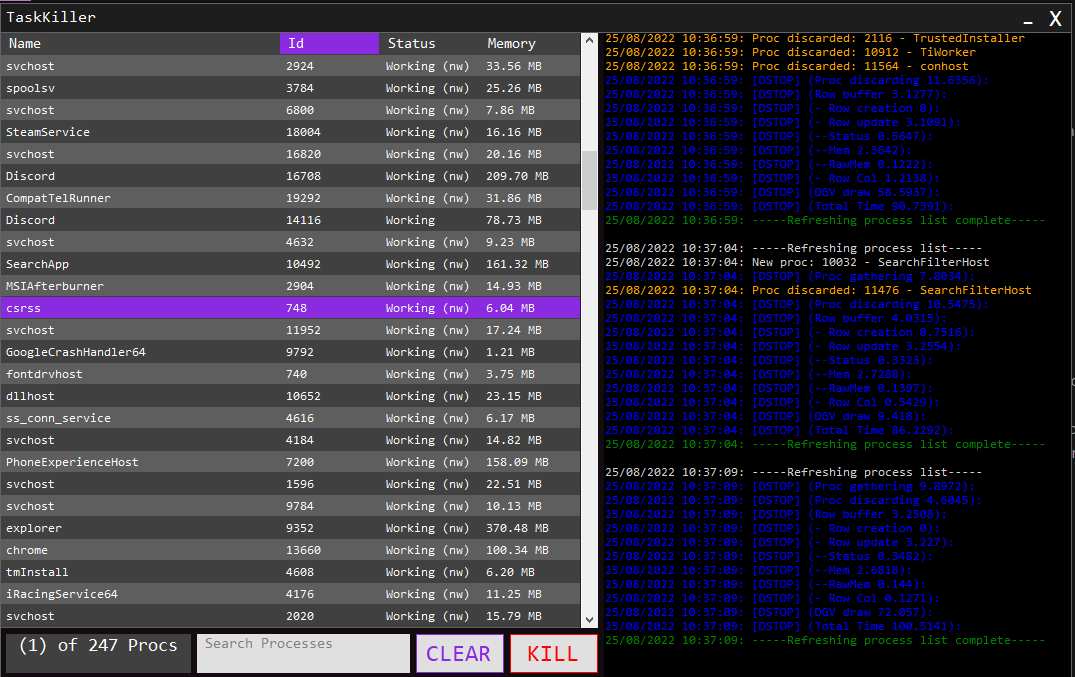 TaskKiller
_ X
Name Id Status Memory
svchost 2924 Working (nw) 33.56 MB
spoolsv 3784 Working (nw) 25.26 MB
svchost 6800 Working (nw) 7.86 MB
SteamService 18004 Working (nw) 16.16 MB
svchost 16820 Working (nw) 20.16 MB
Discord 16708 Working (nw) 209.70 MB
CompatTelRunner 19292 Working (nw) 31.86 MB
Discord 14116 Working 78.73 MB
svchost 4632 Working (nw) 9.23 MB
SearchApp 10492 Working (nw) 161.32 MB
MSIAfterburner 2904 Working (nw) 14.93 MB
csrss 748 Working (nw) 6.04 MB
svchost 11952 Working (nw) 17.24 MB
GoogleCrashHandler64 9792 Working (nw) 1.21 MB
fontdrvhost 740 Working (nw) 3.75 MB
dllhost 10652 Working (nw) 23.15 MB
ss_conn_service 4616 Working (nw) 6.17 MB
svchost 4184 Working (nw) 14.82 MB
PhoneExperienceHost 7200 Working (nw) 158.09 MB
svchost 1596 Working (nw) 22.51 MB
svchost 9784 Working (nw) 10.13 MB
explorer 9352 Working (nw) 370.48 MB
chrome 13660 Working (nw) 100.34 MB
tmInstall 4608 Working (nw) 6.20 MB
iRacingService64 4176 Working (nw) 11.25 MB
svchost 2020 Working (nw) 15.79 MB
(1) of 247 Procs
Search Processes
CLEAR
KILL
25/08/2022 10:36:59: Proc discarded: 2116 - TrustedInstaller
25/08/2022 10:36:59: Proc discarded: 10912 - TiWorker
25/08/2022 10:36:59: Proc discarded: 11564 - conhost
25/08/2022 10:36:59: [DSTOP] (Proc discarding 11.6356):
25/08/2022 10:36:59: [DSTOP] (Row buffer 3.1277):
25/08/2022 10:36:59: [DSTOP] (- Row creation 0):
25/08/2022 10:36:59: [DSTOP] (- Row update 3.1091):
25/08/2022 10:36:59: [DSTOP] (--Status 0.5647):
25/08/2022 10:36:59: [DSTOP] (--Mem 2.3642):
25/08/2022 10:36:59: [DSTOP] (--RawMem 0.1222):
25/08/2022 10:36:59: [DSTOP] (- Row Col 1.2138):
25/08/2022 10:36:59: [DSTOP] (DGV draw 58.5937):
25/08/2022 10:36:59: [DSTOP] (Total Time 90.7391):
25/08/2022 10:36:59: -----Refreshing process list complete-----
25/08/2022 10:37:04: -----Refreshing process list-----
25/08/2022 10:37:04: New proc: 10032 - SearchFilterHost
25/08/2022 10:37:04: [DSTOP] (Proc gathering 7.8034):
25/08/2022 10:37:04: Proc discarded: 11476 - SearchFilterHost
25/08/2022 10:37:04: [DSTOP] (Proc discarding 10.5475):
25/08/2022 10:37:04: [DSTOP] (Row buffer 4.0315):
25/08/2022 10:37:04: [DSTOP] (- Row creation 0.7516):
25/08/2022 10:37:04: [DSTOP] (- Row update 3.2554):
25/08/2022 10:37:04: [DSTOP] (--Status 0.3323):
25/08/2022 10:37:04: [DSTOP] (--Mem 2.7288):
25/08/2022 10:37:04: [DSTOP] (--RawMem 0.1597):
25/08/2022 10:37:04: [DSTOP] (- Row Col 0.5429):
25/08/2022 10:37:04: [DSTOP] (DGV draw 9.418):
25/08/2022 10:37:04: [DSTOP] (Total Time 86.2292):
25/08/2022 10:37:04: -----Refreshing process list complete-----
25/08/2022 10:37:09: -----Refreshing process list-----
25/08/2022 10:37:09: [DSTOP] (Proc gathering 9.8972):
25/08/2022 10:37:09: [DSTOP] (Proc discarding 4.6045):
25/08/2022 10:37:09: [DSTOP] (Row buffer 3.2508):
25/08/2022 10:37:09: [DSTOP] (- Row creation 0):
25/08/2022 10:37:09: [DSTOP] (- Row update 3.227):
25/08/2022 10:37:09: [DSTOP] (--Status 0.3482):
25/08/2022 10:37:09: [DSTOP] (--Mem 2.6818):
25/08/2022 10:37:09: [DSTOP] (--RawMem 0.144):
25/08/2022 10:37:09: [DSTOP] (- Row Col 0.1271):
25/08/2022 10:37:09: [DSTOP] (DGV draw 72.057):
25/08/2022 10:37:09: [DSTOP] (Total Time 100.5141):
25/08/2022 10:37:09: -----Refreshing process list complete-----